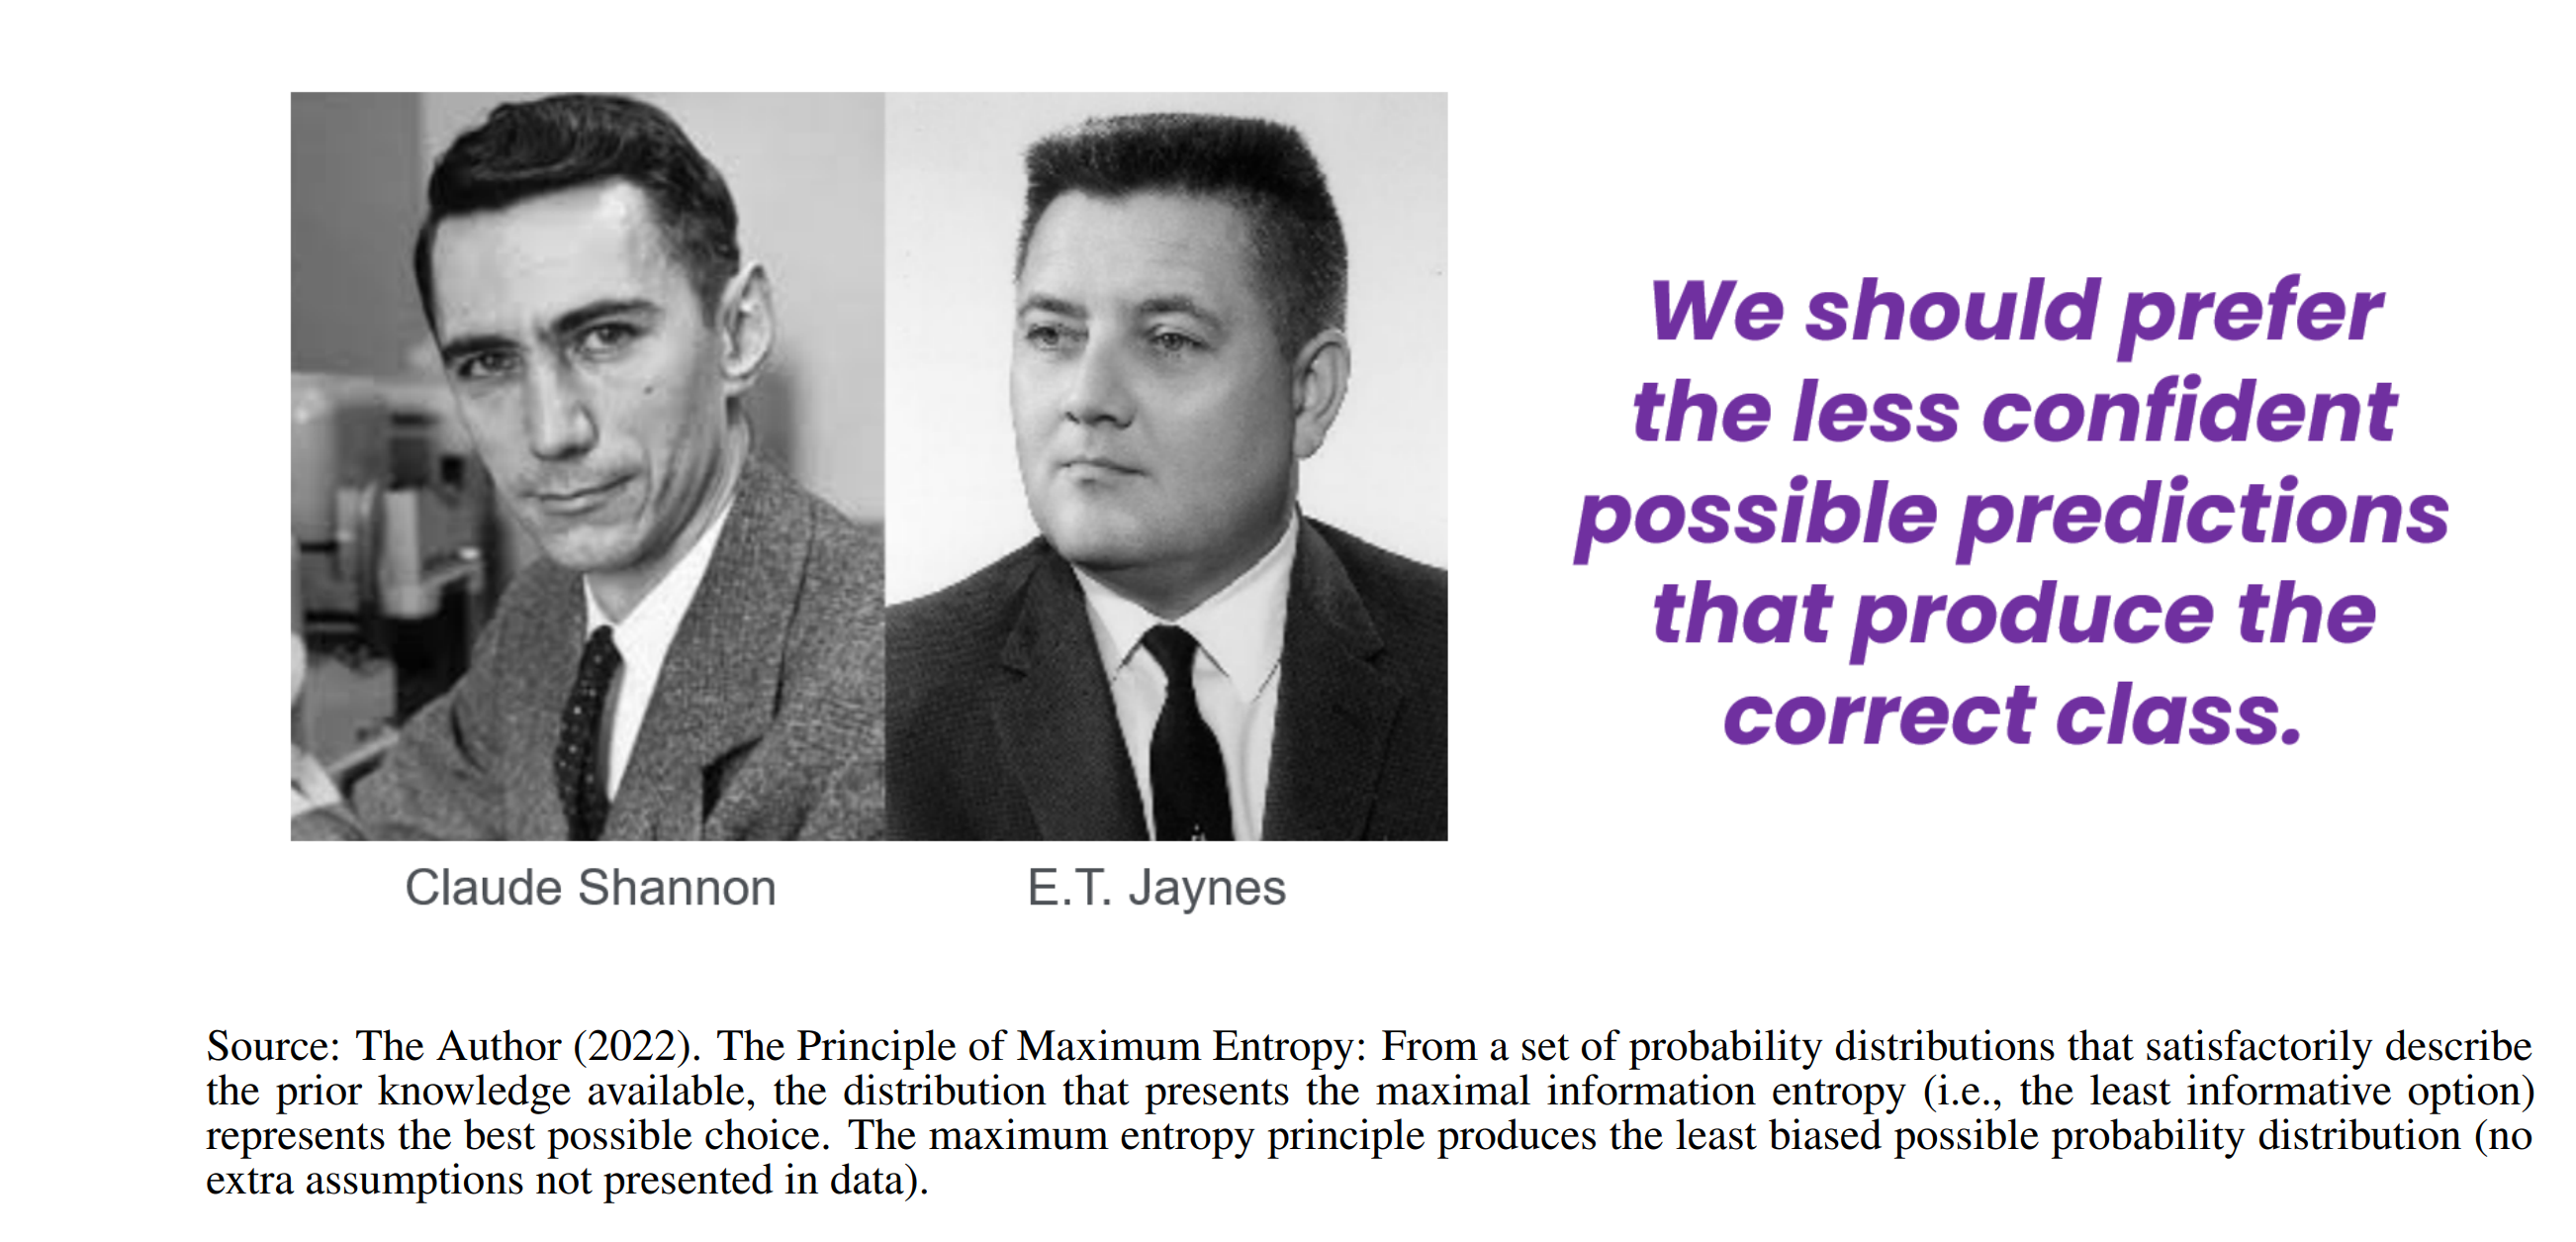 We should prefer
the less confident
possible predictions
that produce the
correct class.
Claude Shannon
E.T. Jaynes
Source: The Author (2022). The Principle of Maximum Entropy: From a set of probability distributions that satisfactorily describe
the prior knowledge available, the distribution that presents the maximal information entropy (i.e., the least informative option)
represents the best possible choice. The maximum entropy principle produces the least biased possible probability distribution (no
extra assumptions not presented in data).